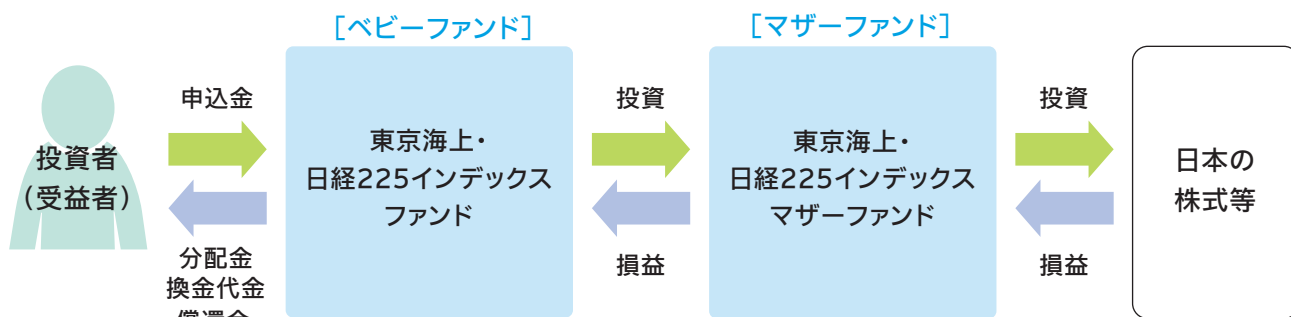 [ベビーファンド]
[マザーファンド]
投資者
(受益者)
申込金
分配金
換金代金
東京海上・
日経225インデックス
ファンド
投資
損益
東京海上・
日経225インデックス
マザーファンド
投資
損益
日本の
株式等